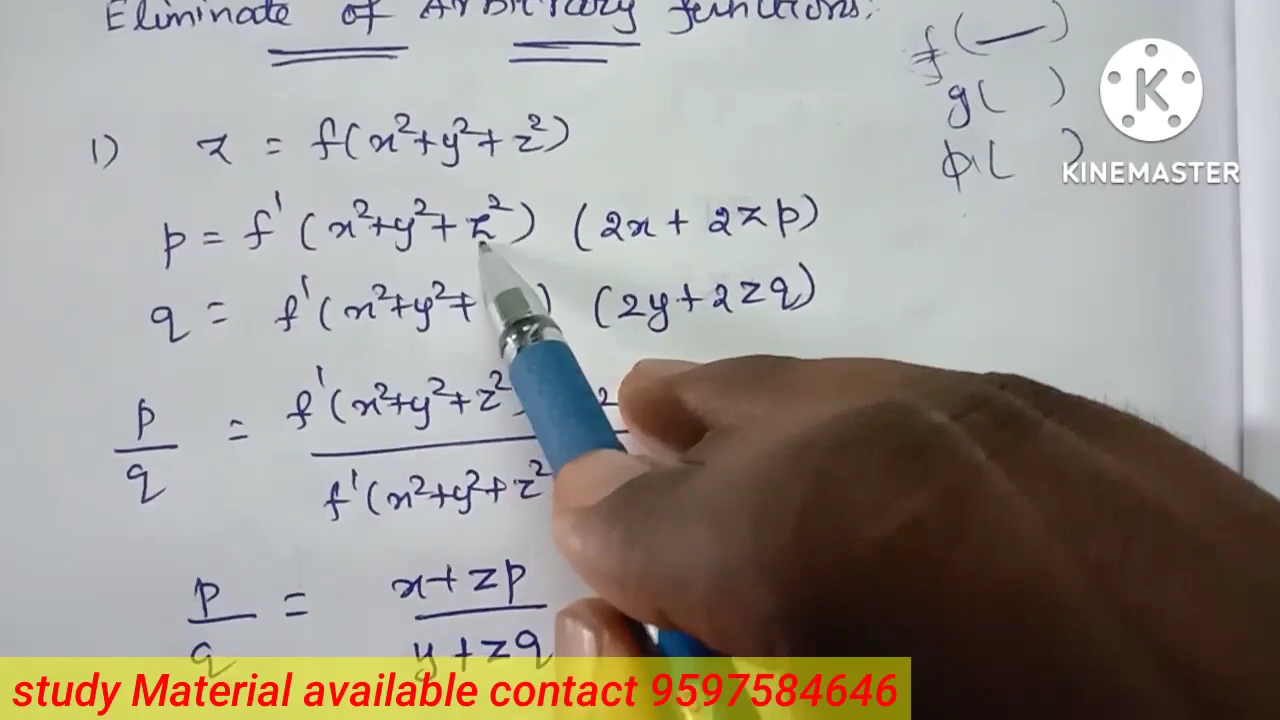 Eliminate of Arbitrary functions.
f( — )
g( )
ϕ( )
KINEMASTER
1) z = f(x²+y²+z²)
p = f'(x²+y²+z²) (2x + 2zp)
q = f'(x²+y²+ ) (2y+2zq)
p/q = f'(x²+y²+z² / f'(x²+y²+z²
p/q = x+zp / y+zq
study Material available contact 9597584646